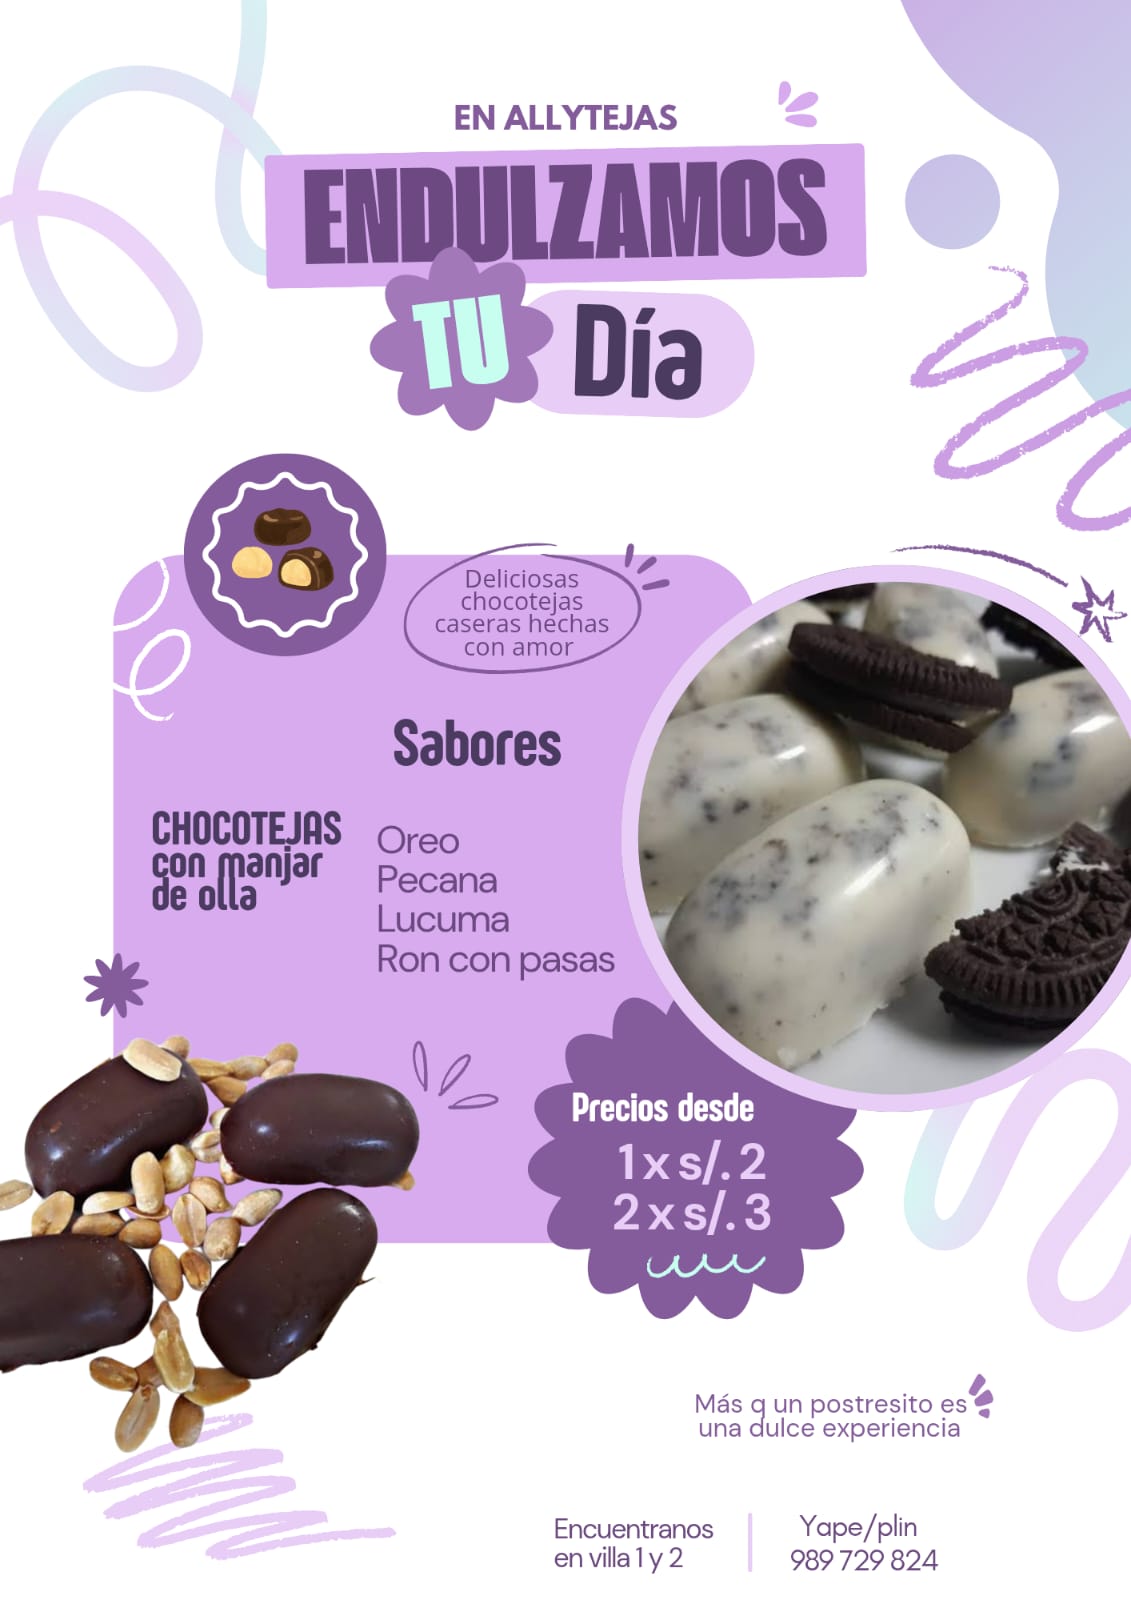 EN ALLYTEJAS
ENDULZAMOS
TU
Día
Deliciosas
chocotejas
caseras hechas
con amor
Sabores
CHOCOTEJAS
con manjar
de olla
Oreo
Pecana
Lucuma
Ron con pasas
Precios desde
1 x s/. 2
2 x s/. 3
Más q un postresito es
una dulce experiencia
Encuentranos
en villa 1 y 2
Yape/plin
989 729 824